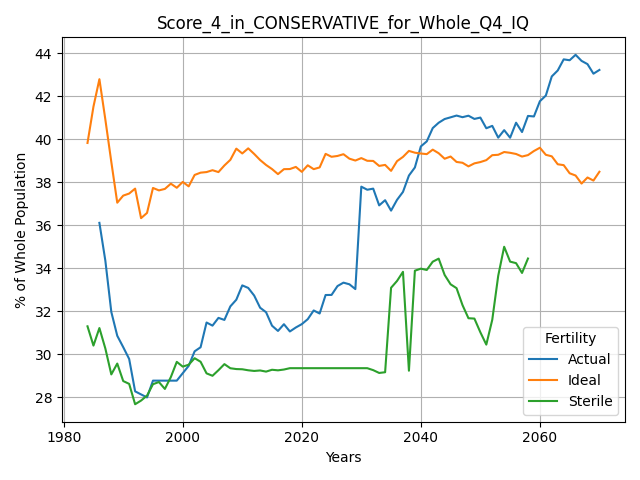 Score_4_in_CONSERVATIVE_for_Whole_Q4_IQ
% of Whole Population
44
42
40
38
36
34
32
30
28
1980
2000
2020
2040
2060
Years
Fertility
Actual
Ideal
Sterile